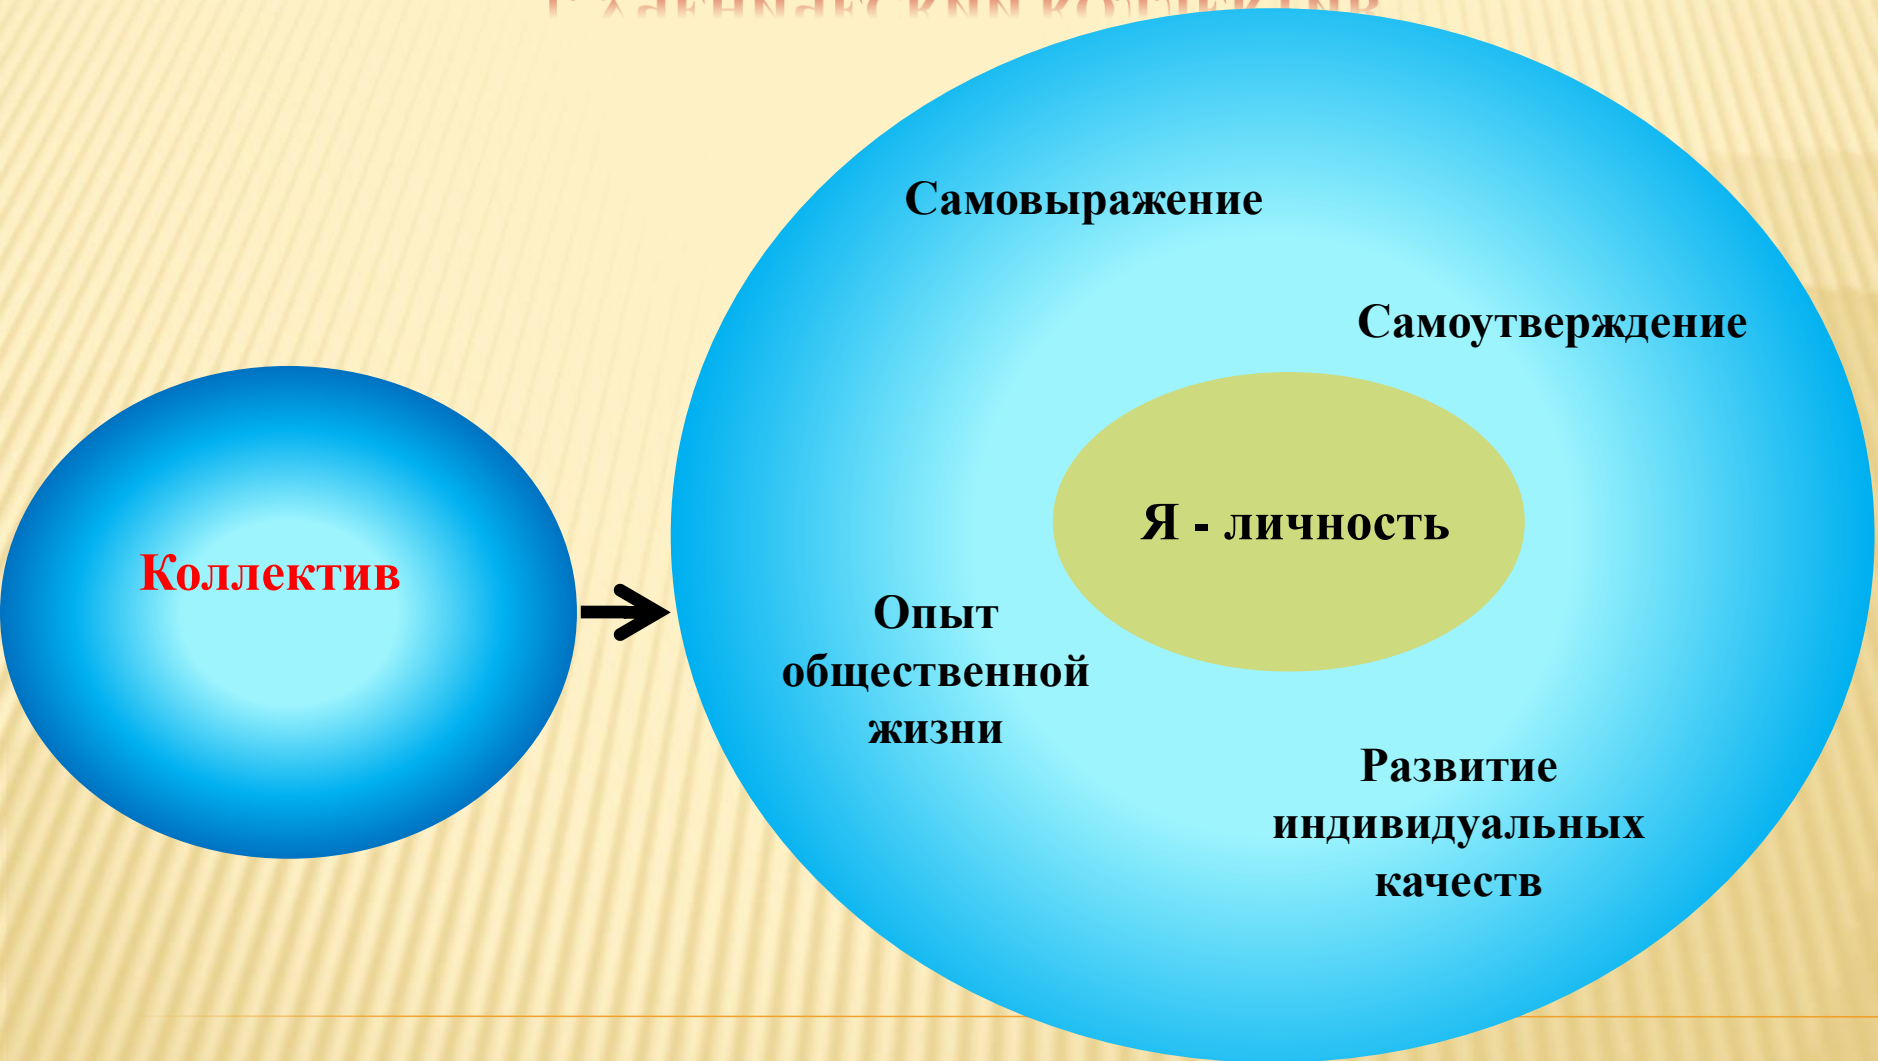 Самовыражение
Самоутверждение
Я - личность
Коллектив
Опыт
общественной
жизни
Развитие
индивидуальных
качеств